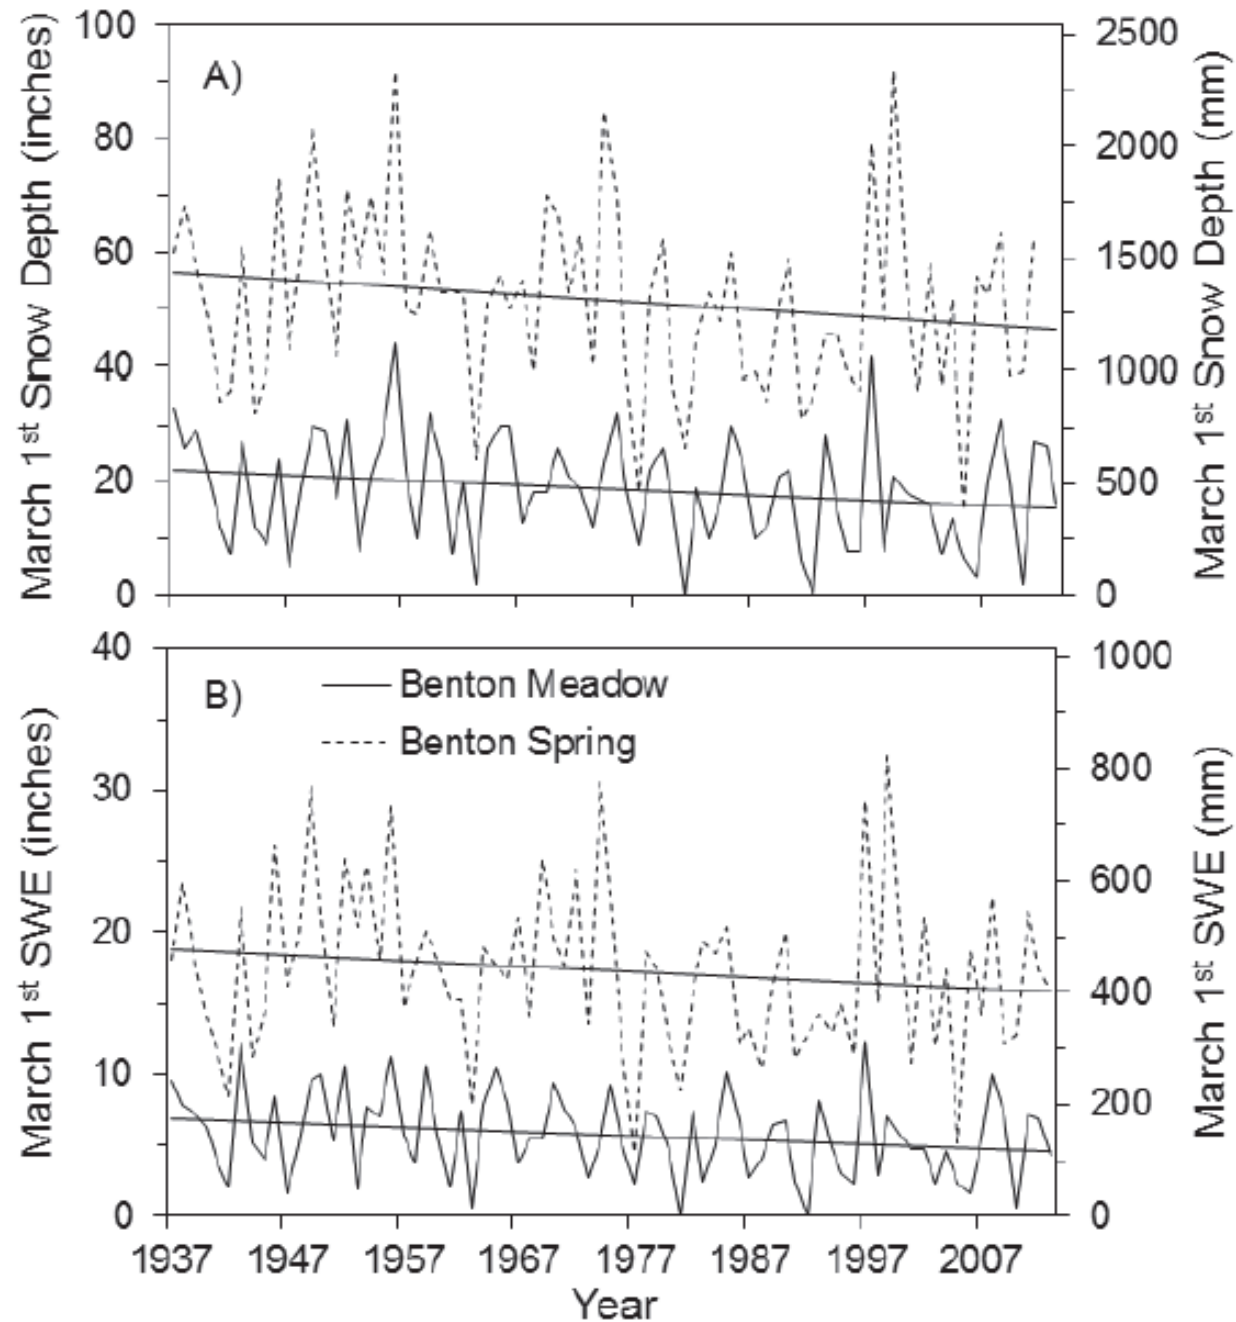 March 1st Snow Depth (inches)
100
80
60
40
20
0
A)
2500
2000
1500
1000
500
0
March 1st Snow Depth (mm)
March 1st SWE (inches)
40
30
20
10
0
B)
Benton Meadow
Benton Spring
1000
800
600
400
200
0
March 1st SWE (mm)
1937 1947 1957 1967 1977 1987 1997 2007
Year